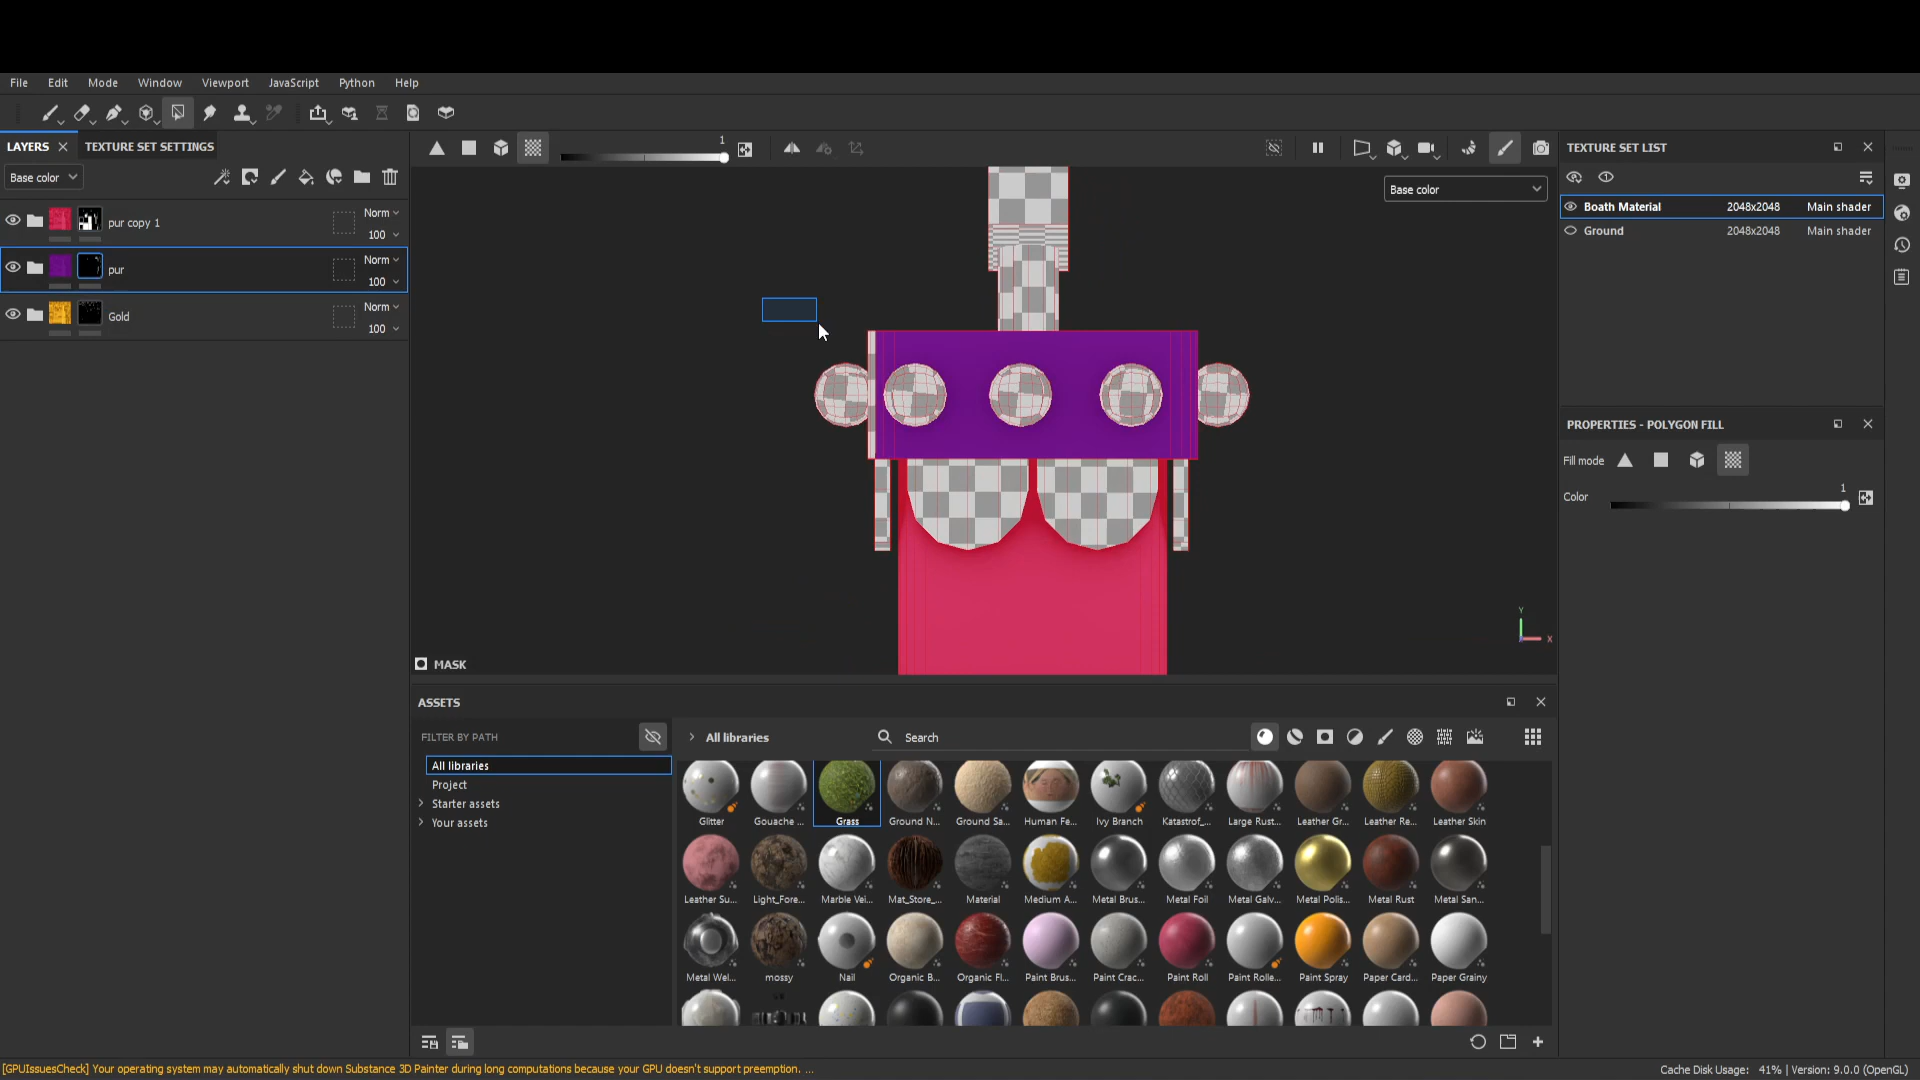 File Edit Mode Window Viewport JavaScript Python Help
LAYERS TEXTURE SET SETTINGS
Base color
pur copy 1
Norm
100
pur
Norm
100
Gold
Norm
100
1
Base color
MASK
Y
X
TEXTURE SET LIST
Boath Material 2048x2048 Main shader
Ground 2048x2048 Main shader
PROPERTIES - POLYGON FILL
Fill mode
Color 1
ASSETS
FILTER BY PATH
All libraries
Project
Starter assets
Your assets
All libraries
Search
Glitter Gouache ... Grass Ground N... Ground Sa... Human Fe... Ivy Branch Katastrof_... Large Rust... Leather Gr... Leather Re... Leather Skin
Leather Su... Light_Fore... Marble Vei... Mat_Store_... Material Medium A... Metal Brus... Metal Foil Metal Galv... Metal Polis... Metal Rust Metal San...
Metal Wel... mossy Nail Organic B... Organic Fl... Paint Brus... Paint Crac... Paint Roll Paint Rolle... Paint Spray Paper Card... Paper Grainy
[GPUIssuesCheck] Your operating system may automatically shut down Substance 3D Painter during long computations because your GPU doesn't support preemption. ...
Cache Disk Usage: 41% | Version: 9.0.0 (OpenGL)